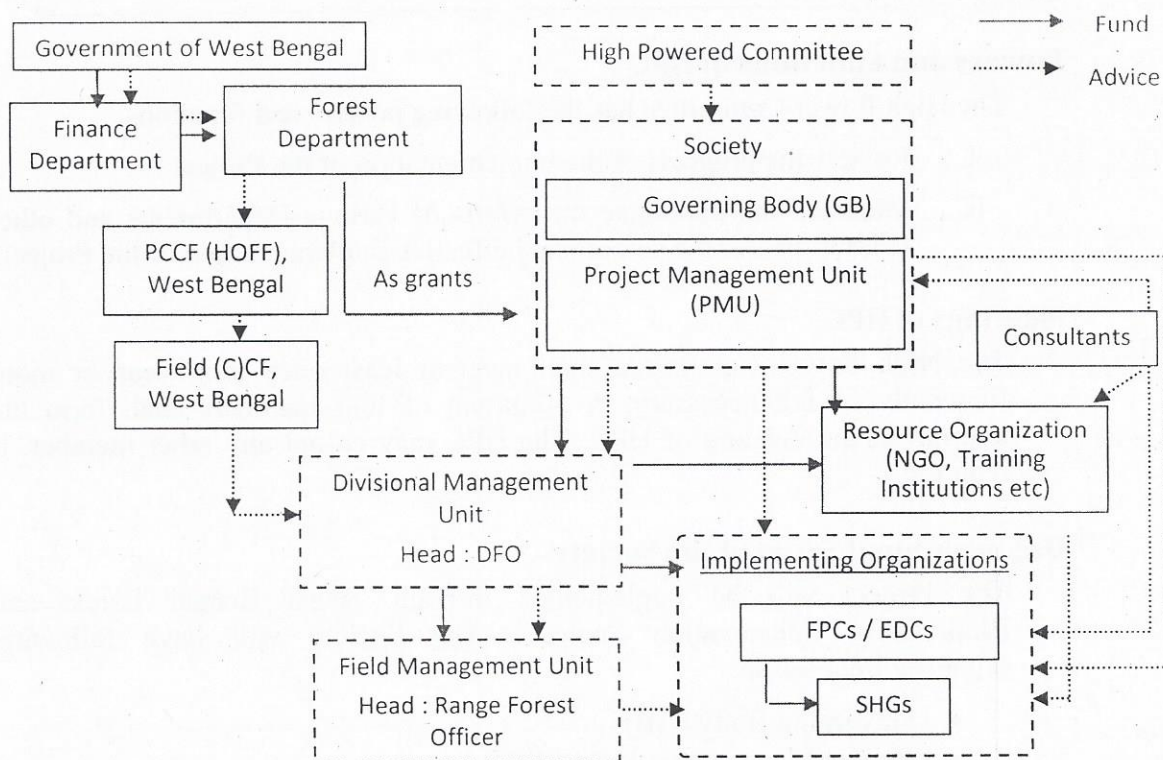 Government of West Bengal
High Powered Committee
Fund
Advice
Finance
Department
Forest
Department
Society
Governing Body (GB)
PCCF (HOFF),
West Bengal
As grants
Project Management Unit
(PMU)
Consultants
Field (C)CF,
West Bengal
Resource Organization
(NGO, Training
Institutions etc)
Divisional Management
Unit
Head : DFO
Implementing Organizations
FPCs / EDCs
SHGs
Field Management Unit
Head : Range Forest
Officer